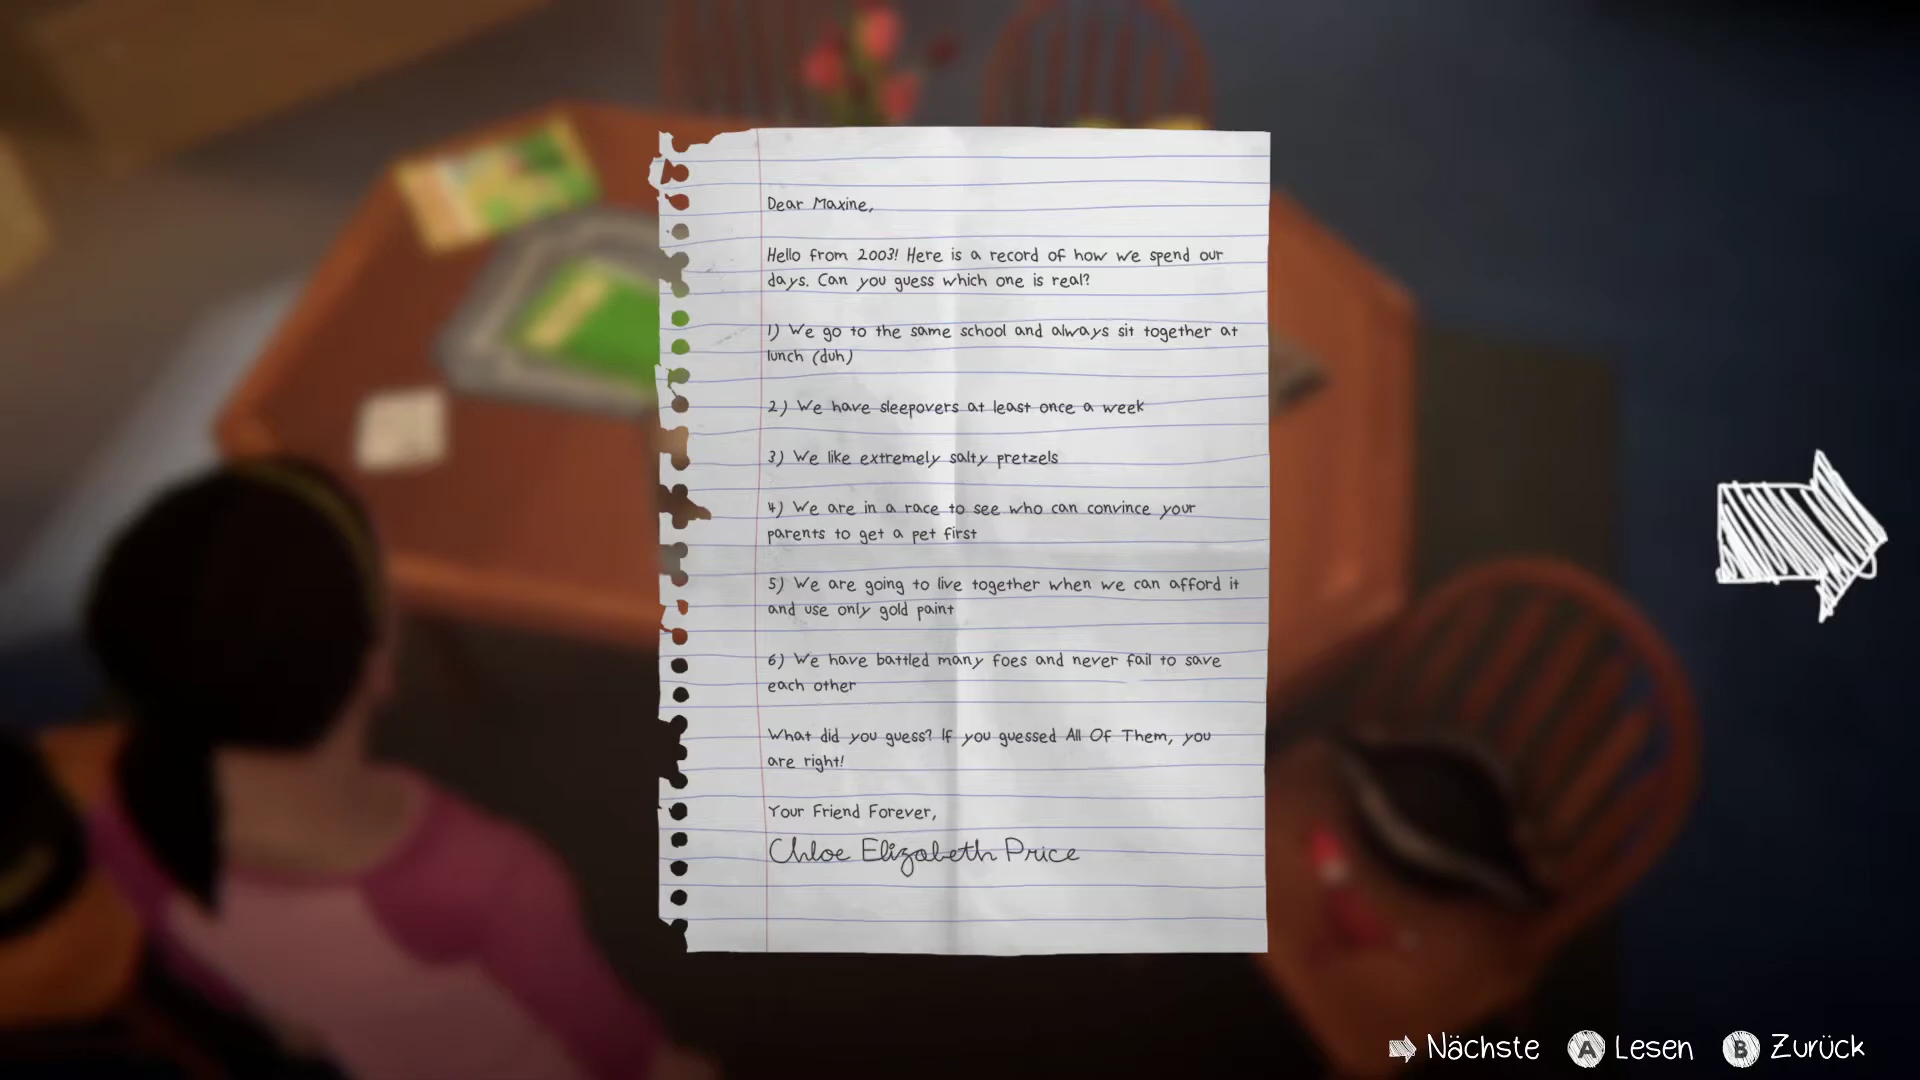 Dear Maxine,
Hello from 2003! Here is a record of how we spend our
days. Can you guess which one is real?
1) We go to the same school and always sit together at
lunch (duh)
2) We have sleepovers at least once a week
3) We like extremely salty pretzels
4) We are in a race to see who can convince your
parents to get a pet first
5) We are going to live together when we can afford it
and use only gold paint
6) We have battled many foes and never fail to save
each other
What did you guess? If you guessed All Of Them, you
are right!
Your Friend Forever,
Chloe Elizabeth Price
Nächste A Lesen B Zurück